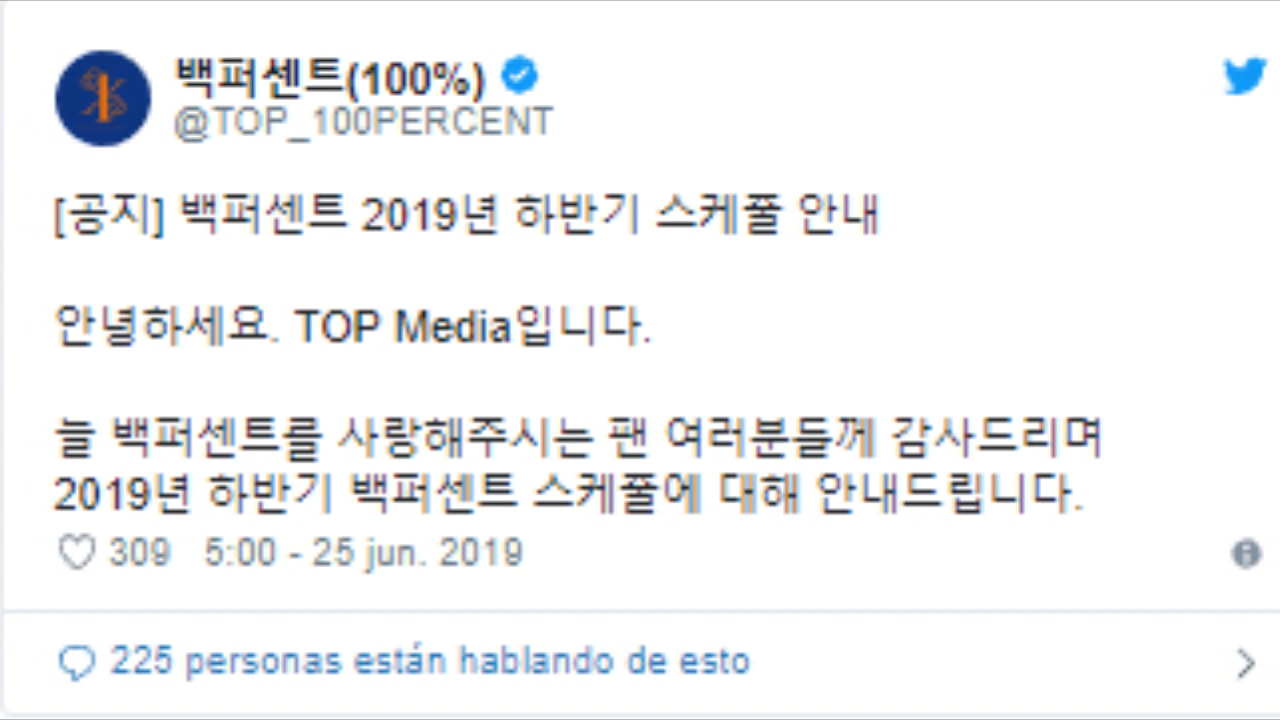 백퍼센트(100%)
@TOP_100PERCENT
[공지] 백퍼센트 2019년 하반기 스케쭐 안내
안녕하세요. TOP Media입니다.
늘 백퍼센트를 사랑해주시는 팬 여러분들께 감사드리며
2019년 하반기 백퍼센트 스케쭐에 대해 안내드립니다.
309 5:00 - 25 jun. 2019
225 personas están hablando de esto